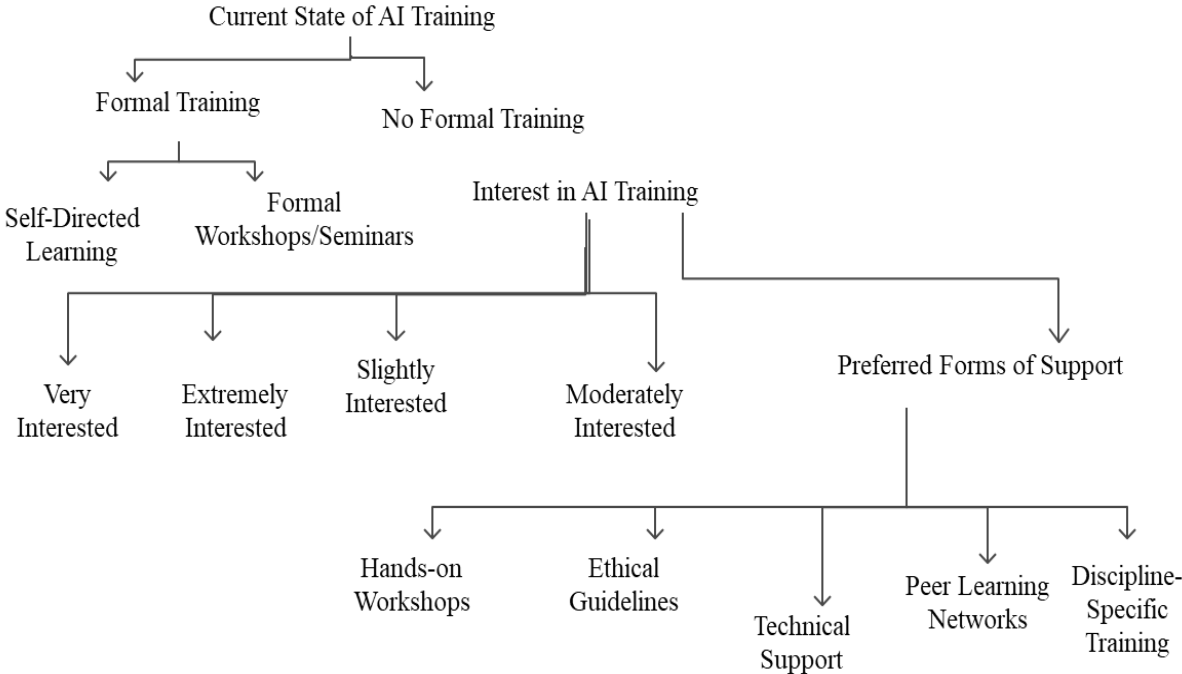 Current State of AI Training
Formal Training
No Formal Training
Self-Directed
Learning
Formal
Workshops/Seminars
Interest in AI Training
Very
Interested
Extremely
Interested
Slightly
Interested
Moderately
Interested
Preferred Forms of Support
Hands-on
Workshops
Ethical
Guidelines
Technical
Support
Peer Learning
Networks
Discipline-
Specific
Training